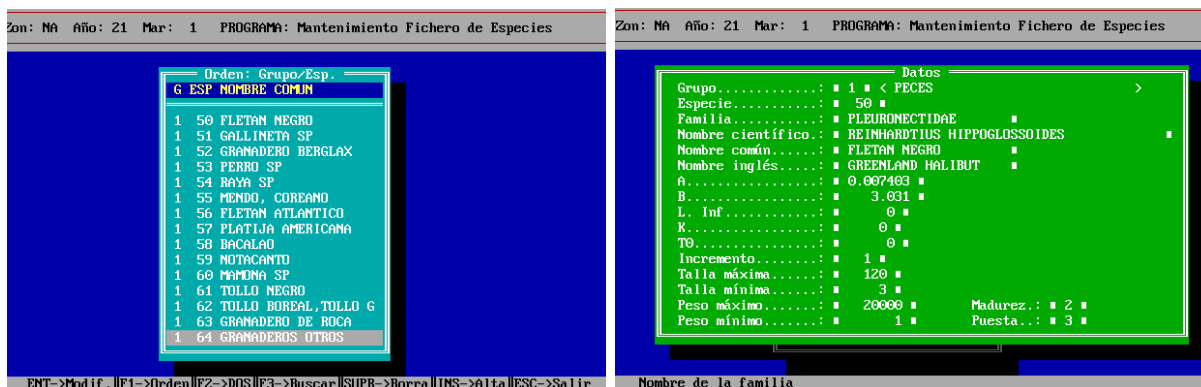 Zon: NA Año: 21 Mar: 1 PROGRAMA: Mantenimiento Fichero de Especies
Orden: Grupo/Esp.
G ESP NOMBRE COMUN
1 50 FLETAN NEGRO
1 51 GALLINETA SP
1 52 GRANADERO BERGLAX
1 53 PERRO SP
1 54 RAYA SP
1 55 MENDO, COREANO
1 56 FLETAN ATLANTICO
1 57 PLATIJA AMERICANA
1 58 BACALAO
1 59 NOTACANTO
1 60 MAMONA SP
1 61 TOLLO NEGRO
1 62 TOLLO BOREAL,TOLLO G
1 63 GRANADERO DE ROCA
1 64 GRANADEROS OTROS
ENT->Modif.||F1->Orden||F2->DOS||F3->Buscar||SUPR->Borra||INS->Alta||ESC->Salir
Zon: NA Año: 21 Mar: 1 PROGRAMA: Mantenimiento Fichero de Especies
Datos
Grupo.............: 1 < PECES >
Especie...........: 50
Familia...........: PLEURONECTIDAE
Nombre científico.: REINHARDTIUS HIPPOGLOSSOIDES
Nombre común......: FLETAN NEGRO
Nombre inglés.....: GREENLAND HALIBUT
A.................: 0.007403
B.................: 3.031
L. Inf............: 0
K.................: 0
T0................: 0
Incremento........: 1
Talla máxima......: 120
Talla mínima......: 3
Peso máximo.......: 20000 Madurez.: 2
Peso mínimo.......: 1 Puesta..: 3
Nombre de la familia